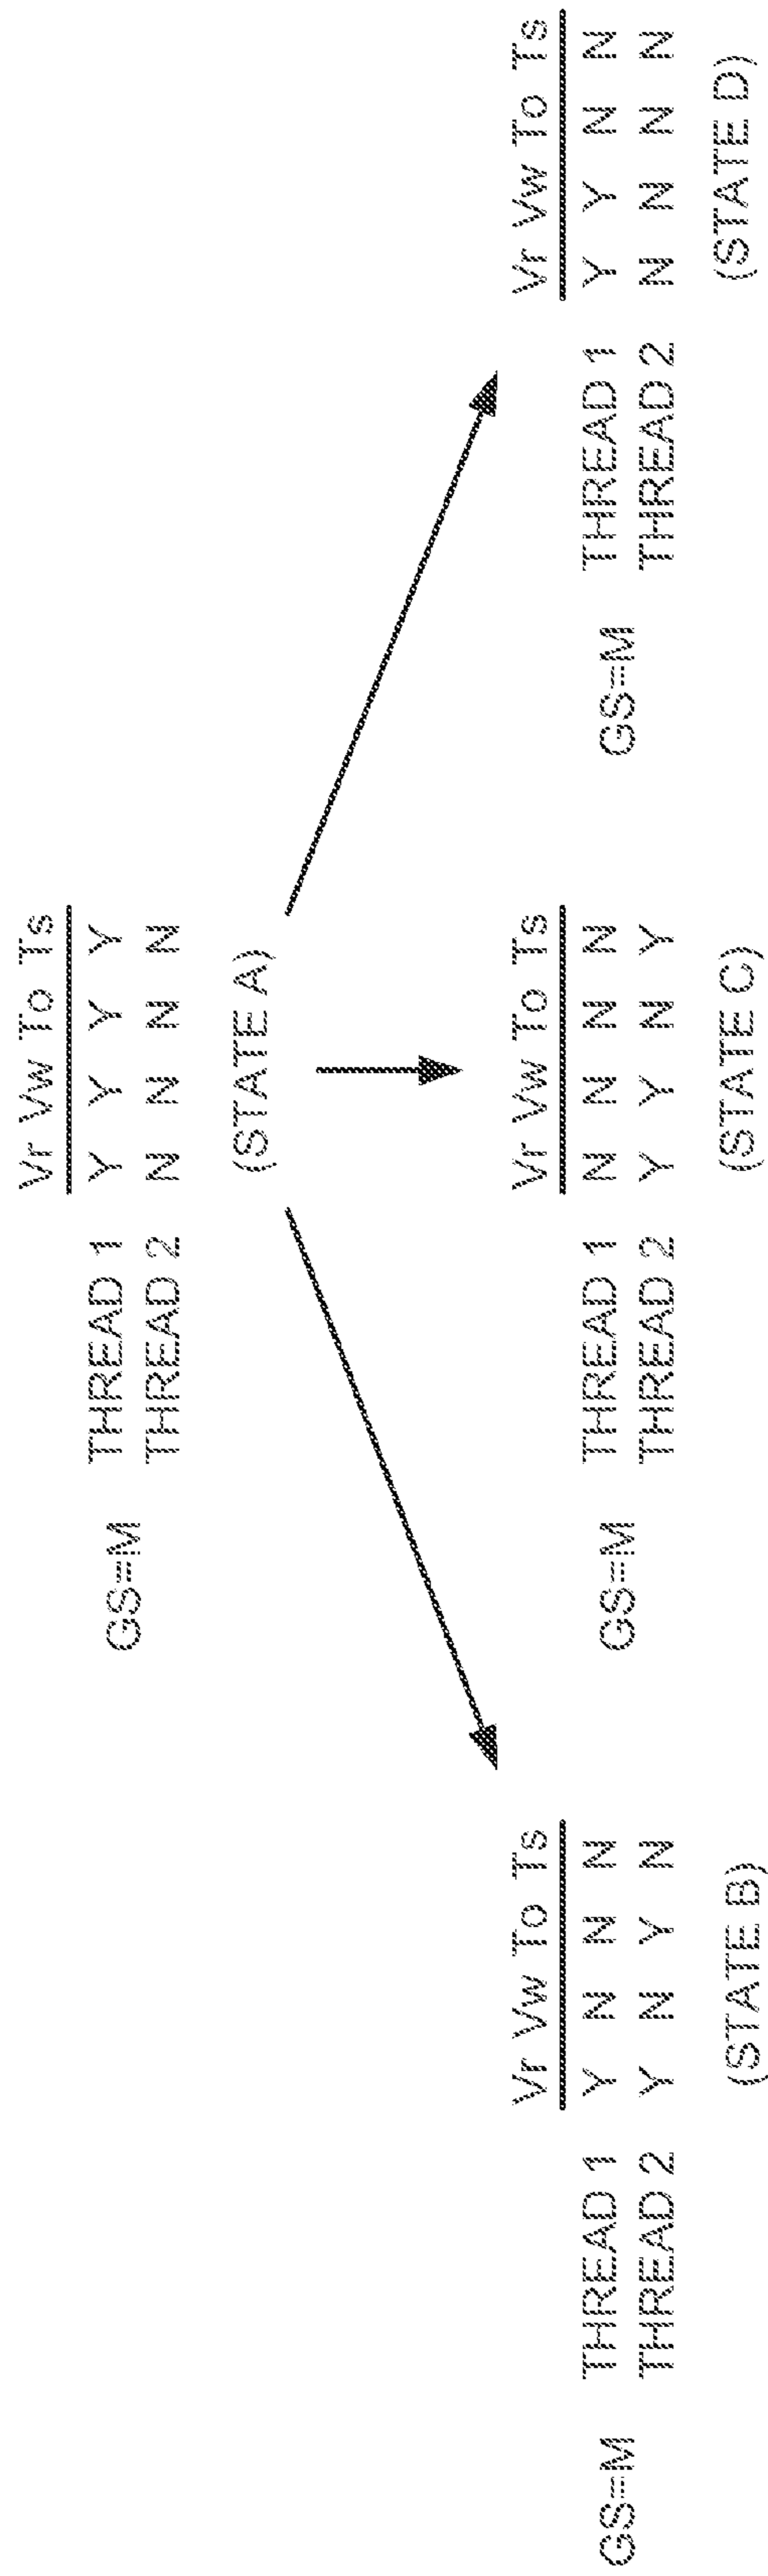 Vr Vw To Ts
GS=M
THREAD 1 Y Y Y Y
THREAD 2 N N N N
(STATE A)
Vr Vw To Ts
GS=M
THREAD 1 Y N N N
THREAD 2 Y N Y N
(STATE B)
Vr Vw To Ts
GS=M
THREAD 1 N N N N
THREAD 2 Y Y N Y
(STATE C)
Vr Vw To Ts
GS=M
THREAD 1 Y Y N N
THREAD 2 N N N N
(STATE D)